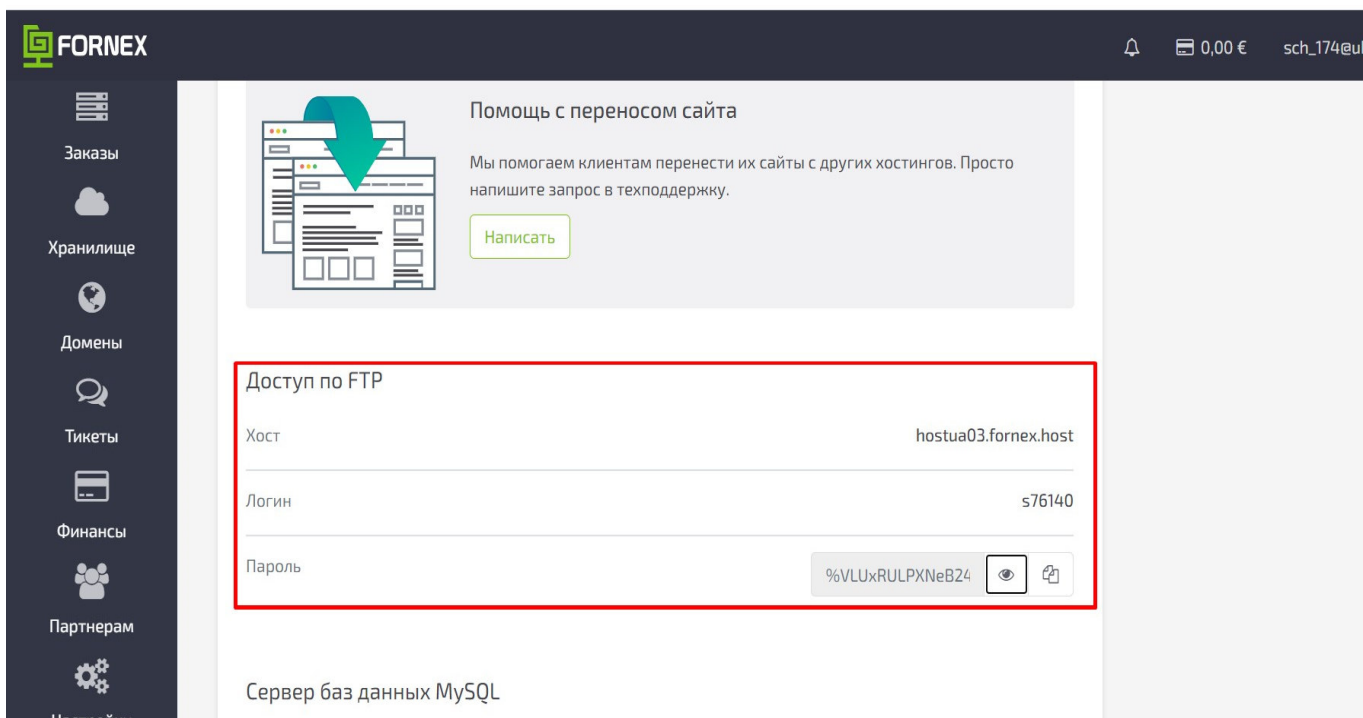 FORNEX
0,00 €
sch_174@ul
Заказы
Хранилище
Домены
Тикеты
Финансы
Партнерам
Помощь с переносом сайта
Мы помогаем клиентам перенести их сайты с других хостингов. Просто
напишите запрос в техподдержку.
Написать
Доступ по FTP
Хост
hostua03.fornex.host
Логин
s76140
Пароль
%VLUxRULPXNeB24
Сервер баз данных MySQL